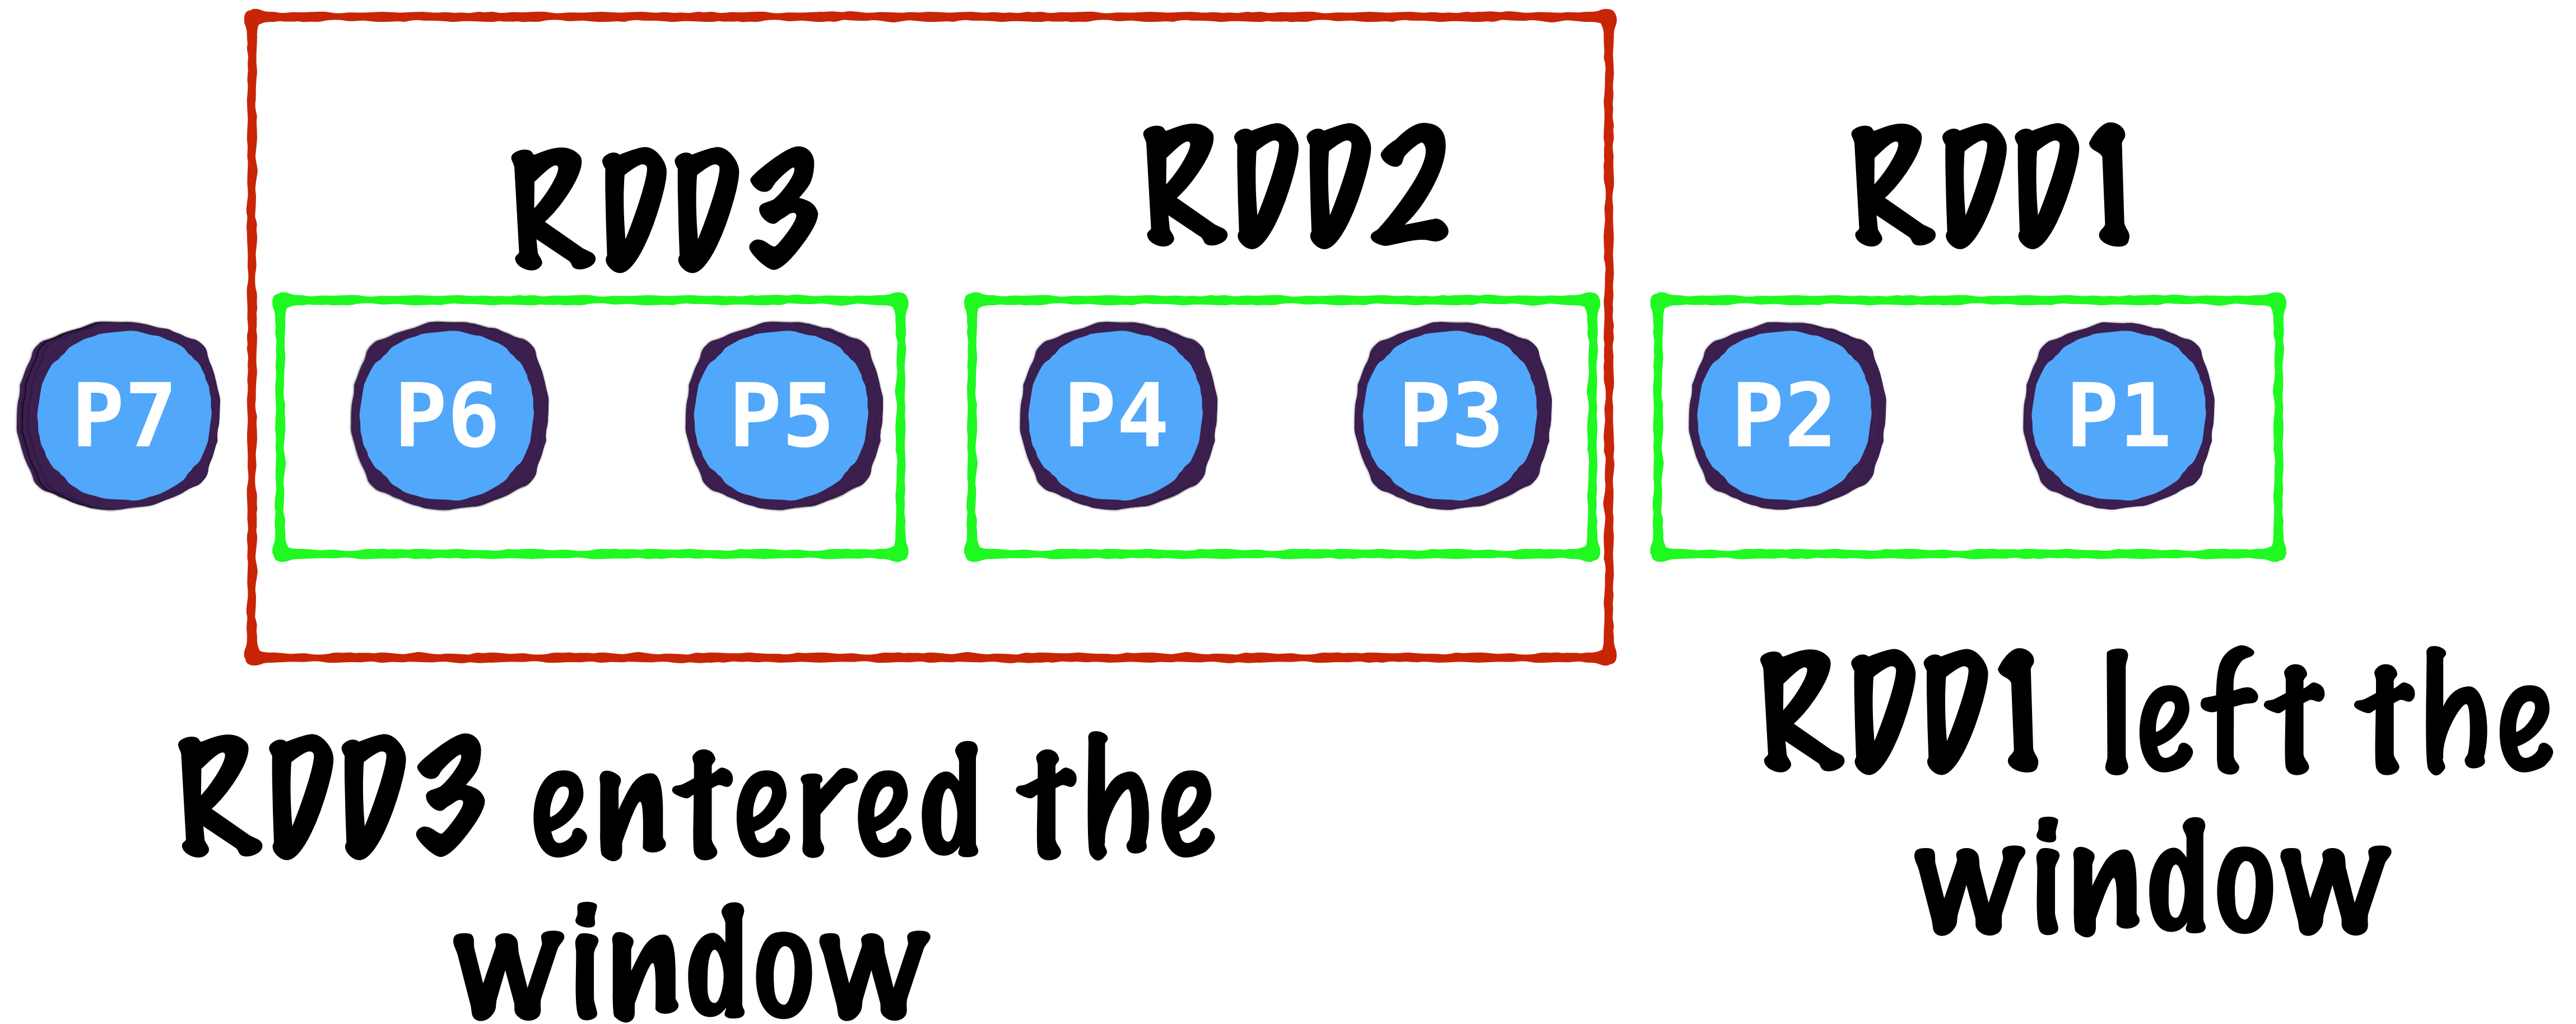 RDD3 RDD2 RDD1
P7 P6 P5 P4 P3 P2 P1
RDD3 entered the
window
RDD1 left the
window